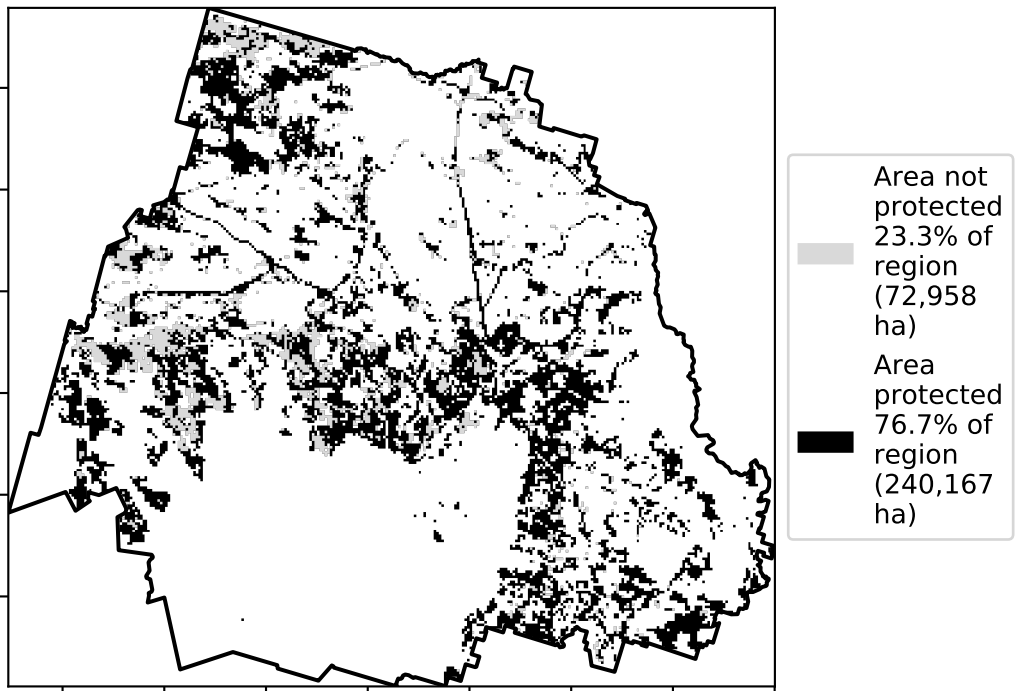 Area not
protected
23.3% of
region
(72,958
ha)
Area
protected
76.7% of
region
(240,167
ha)